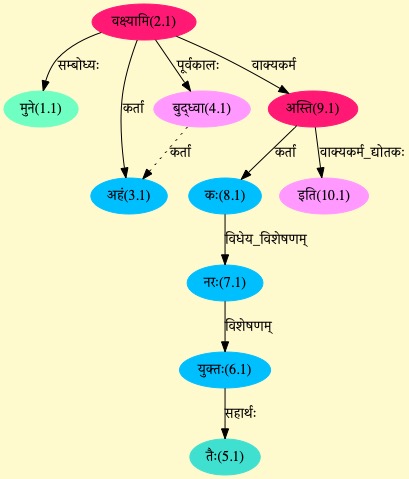 वक्ष्यामि(2.1)
सम्बोध्यः
कर्ता
पूर्वकालः
वाक्यकर्म
मुने(1.1)
बुद्ध्वा(4.1)
अस्ति(9.1)
कर्ता
कर्ता
वाक्यकर्म_द्योतकः
अहं(3.1)
कः(8.1)
इति(10.1)
विधेय_विशेषणम्
नरः(7.1)
विशेषणम्
युक्तः(6.1)
सहार्थः
तैः(5.1)